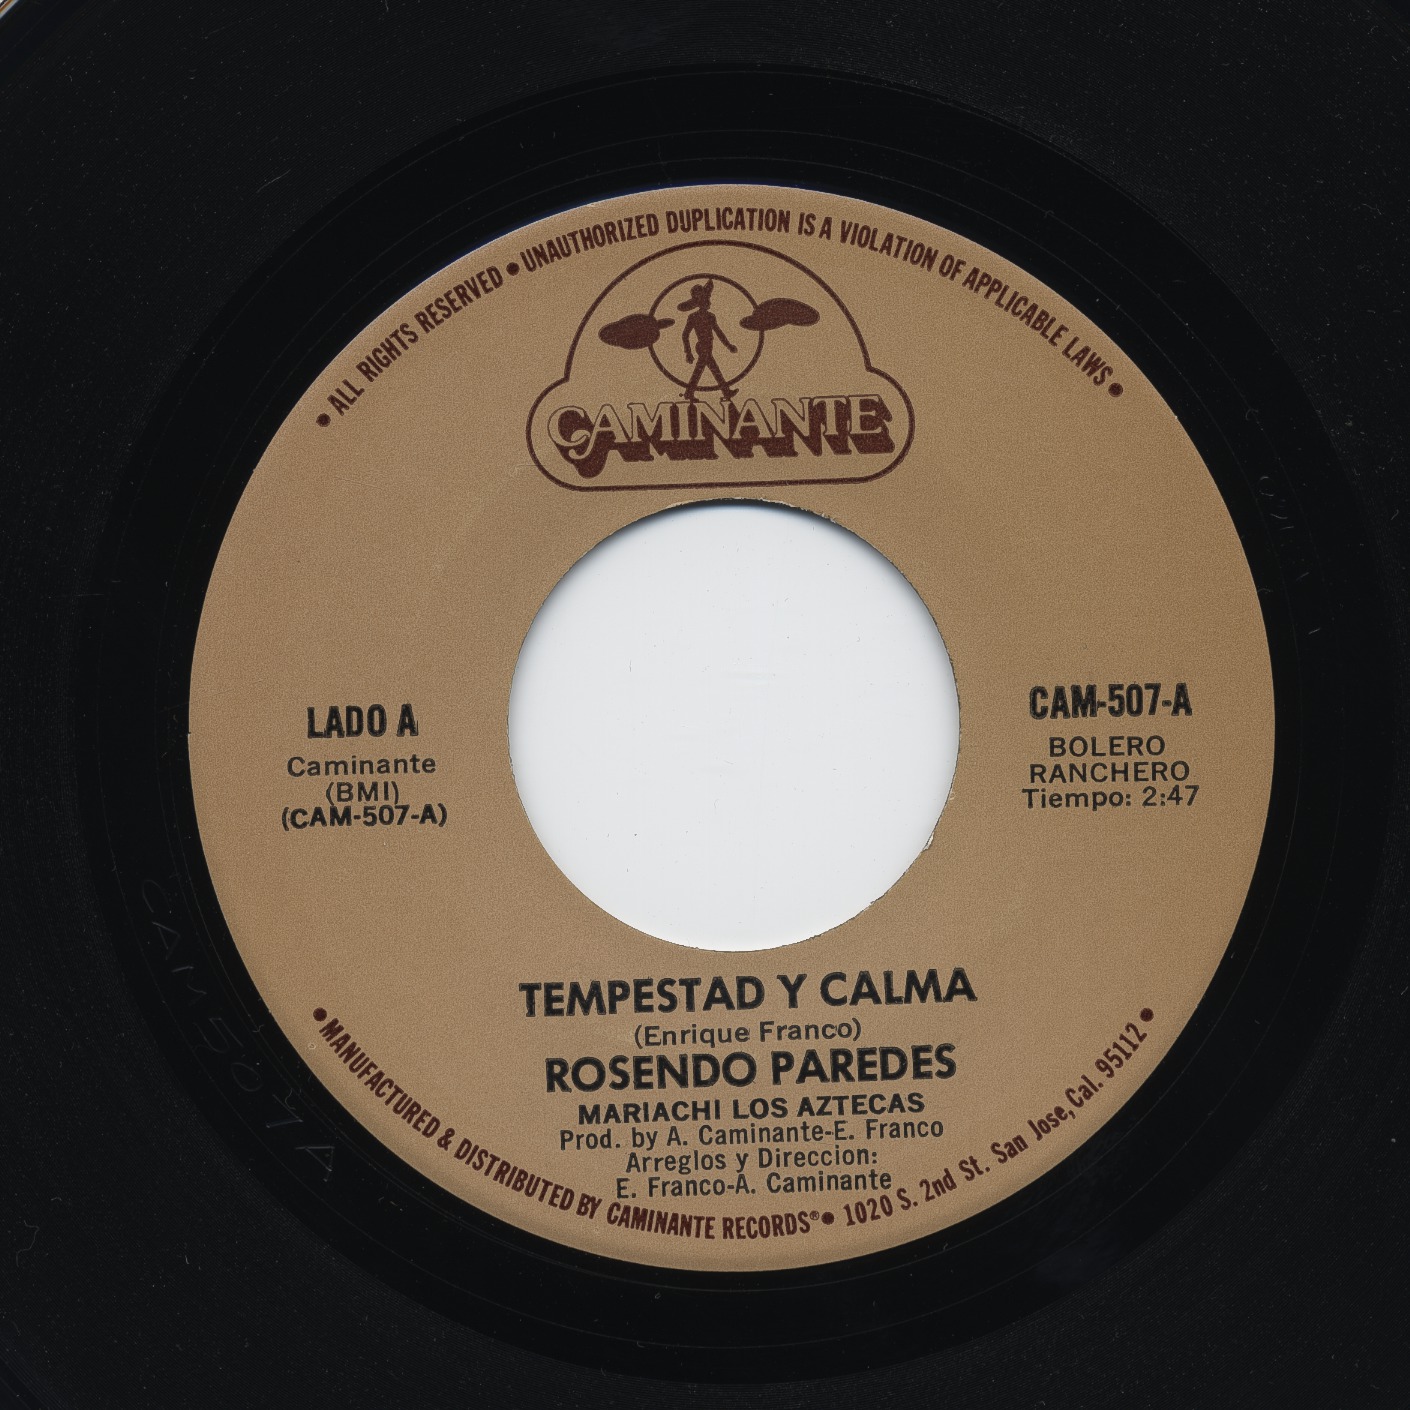 • ALL RIGHTS RESERVED • UNAUTHORIZED DUPLICATION IS A VIOLATION OF APPLICABLE LAWS •
CAMINANTE
LADO A
Caminante
(BMI)
(CAM-507-A)
CAM-507-A
BOLERO
RANCHERO
Tiempo: 2:47
TEMPESTAD Y CALMA
(Enrique Franco)
ROSENDO PAREDES
MARIACHI LOS AZTECAS
Prod. by A. Caminante-E. Franco
Arreglos y Direccion:
E. Franco-A. Caminante
• MANUFACTURED & DISTRIBUTED BY CAMINANTE RECORDS® • 1020 S. 2nd St. San Jose, Cal. 95112 •
CAM 507 A